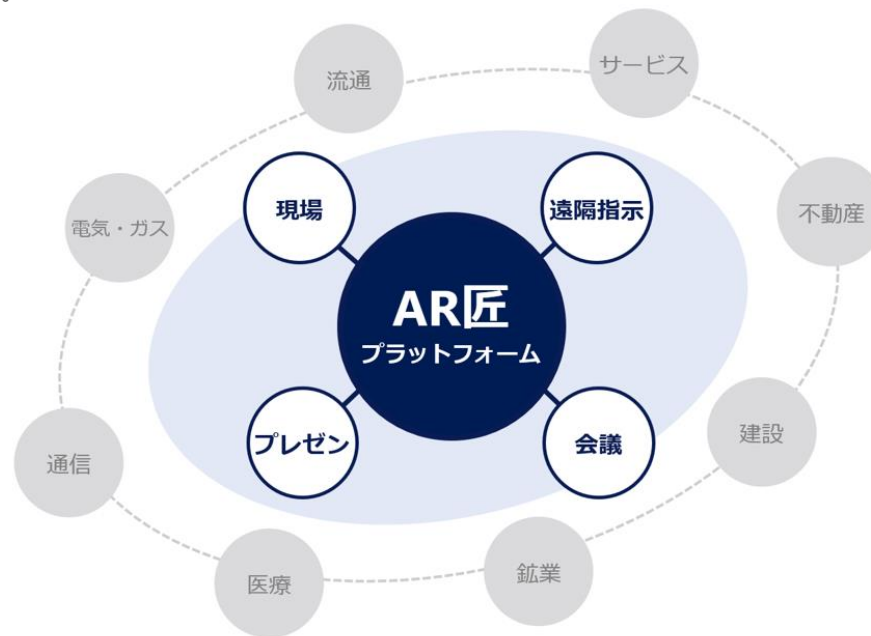 流通
サービス
電気・ガス
現場
遠隔指示
不動産
AR匠
プラットフォーム
プレゼン
会議
建設
通信
医療
鉱業